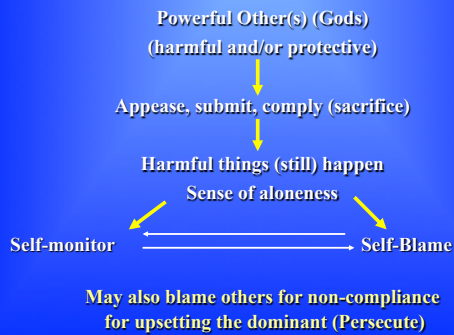 Powerful Other(s) (Gods)
(harmful and/or protective)
Appease, submit, comply (sacrifice)
Harmful things (still) happen
Sense of aloneness
Self-monitor
Self-Blame
May also blame others for non-compliance
for upsetting the dominant (Persecute)